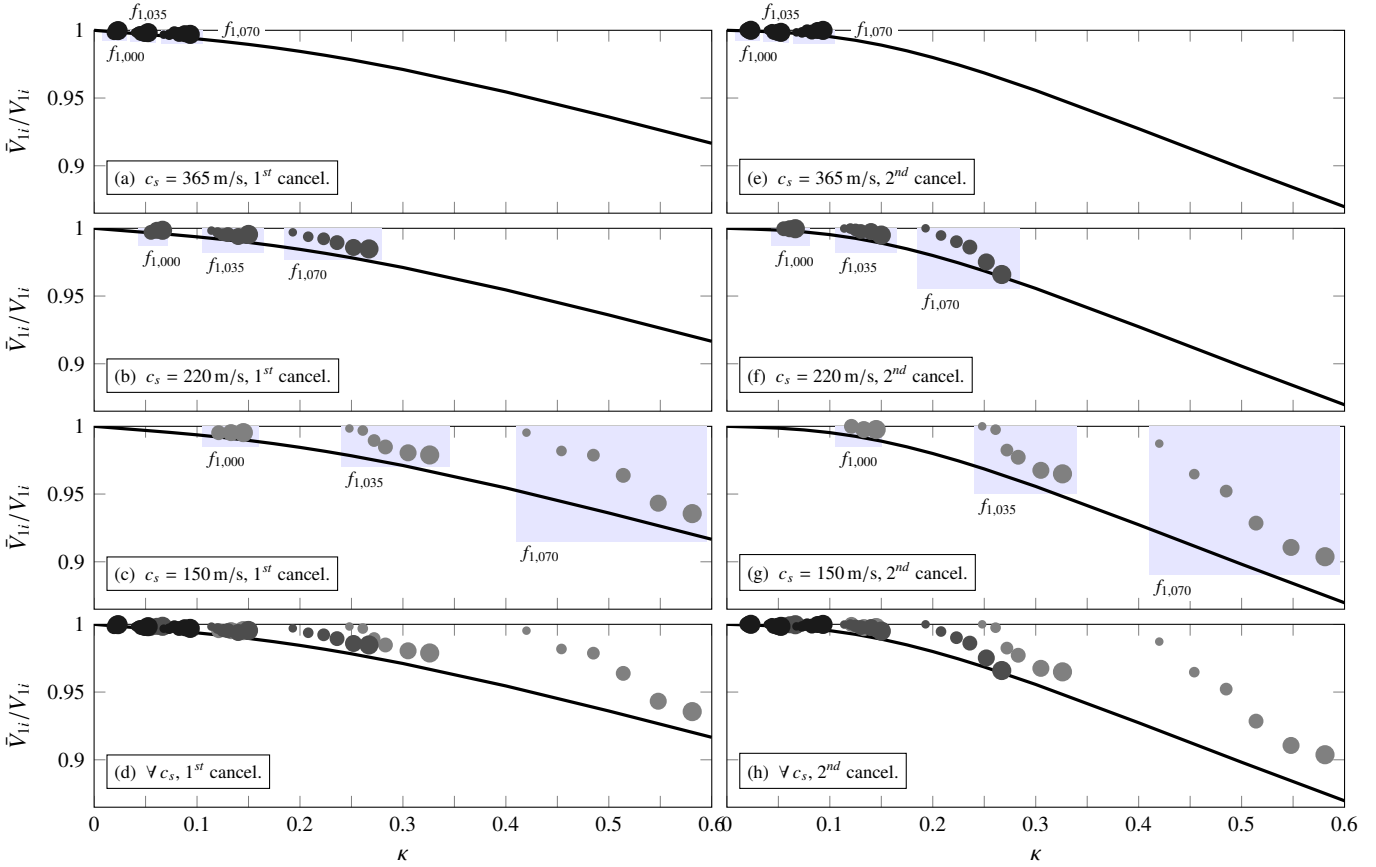 f1,035
1
f1,070
f1,000
0.95
V̄1i/V1i
0.9
(a) cs = 365 m/s, 1st cancel.
f1,035
f1,070
f1,000
(e) cs = 365 m/s, 2nd cancel.
1
f1,000
f1,035
f1,070
0.95
V̄1i/V1i
0.9
(b) cs = 220 m/s, 1st cancel.
f1,000
f1,035
f1,070
(f) cs = 220 m/s, 2nd cancel.
1
f1,000
f1,035
0.95
V̄1i/V1i
f1,070
0.9
(c) cs = 150 m/s, 1st cancel.
f1,000
f1,035
f1,070
(g) cs = 150 m/s, 2nd cancel.
1
0.95
V̄1i/V1i
0.9
(d) ∀ cs, 1st cancel.
(h) ∀ cs, 2nd cancel.
0 0.1 0.2 0.3 0.4 0.5 0.6
0 0.1 0.2 0.3 0.4 0.5 0.6
κ
κ